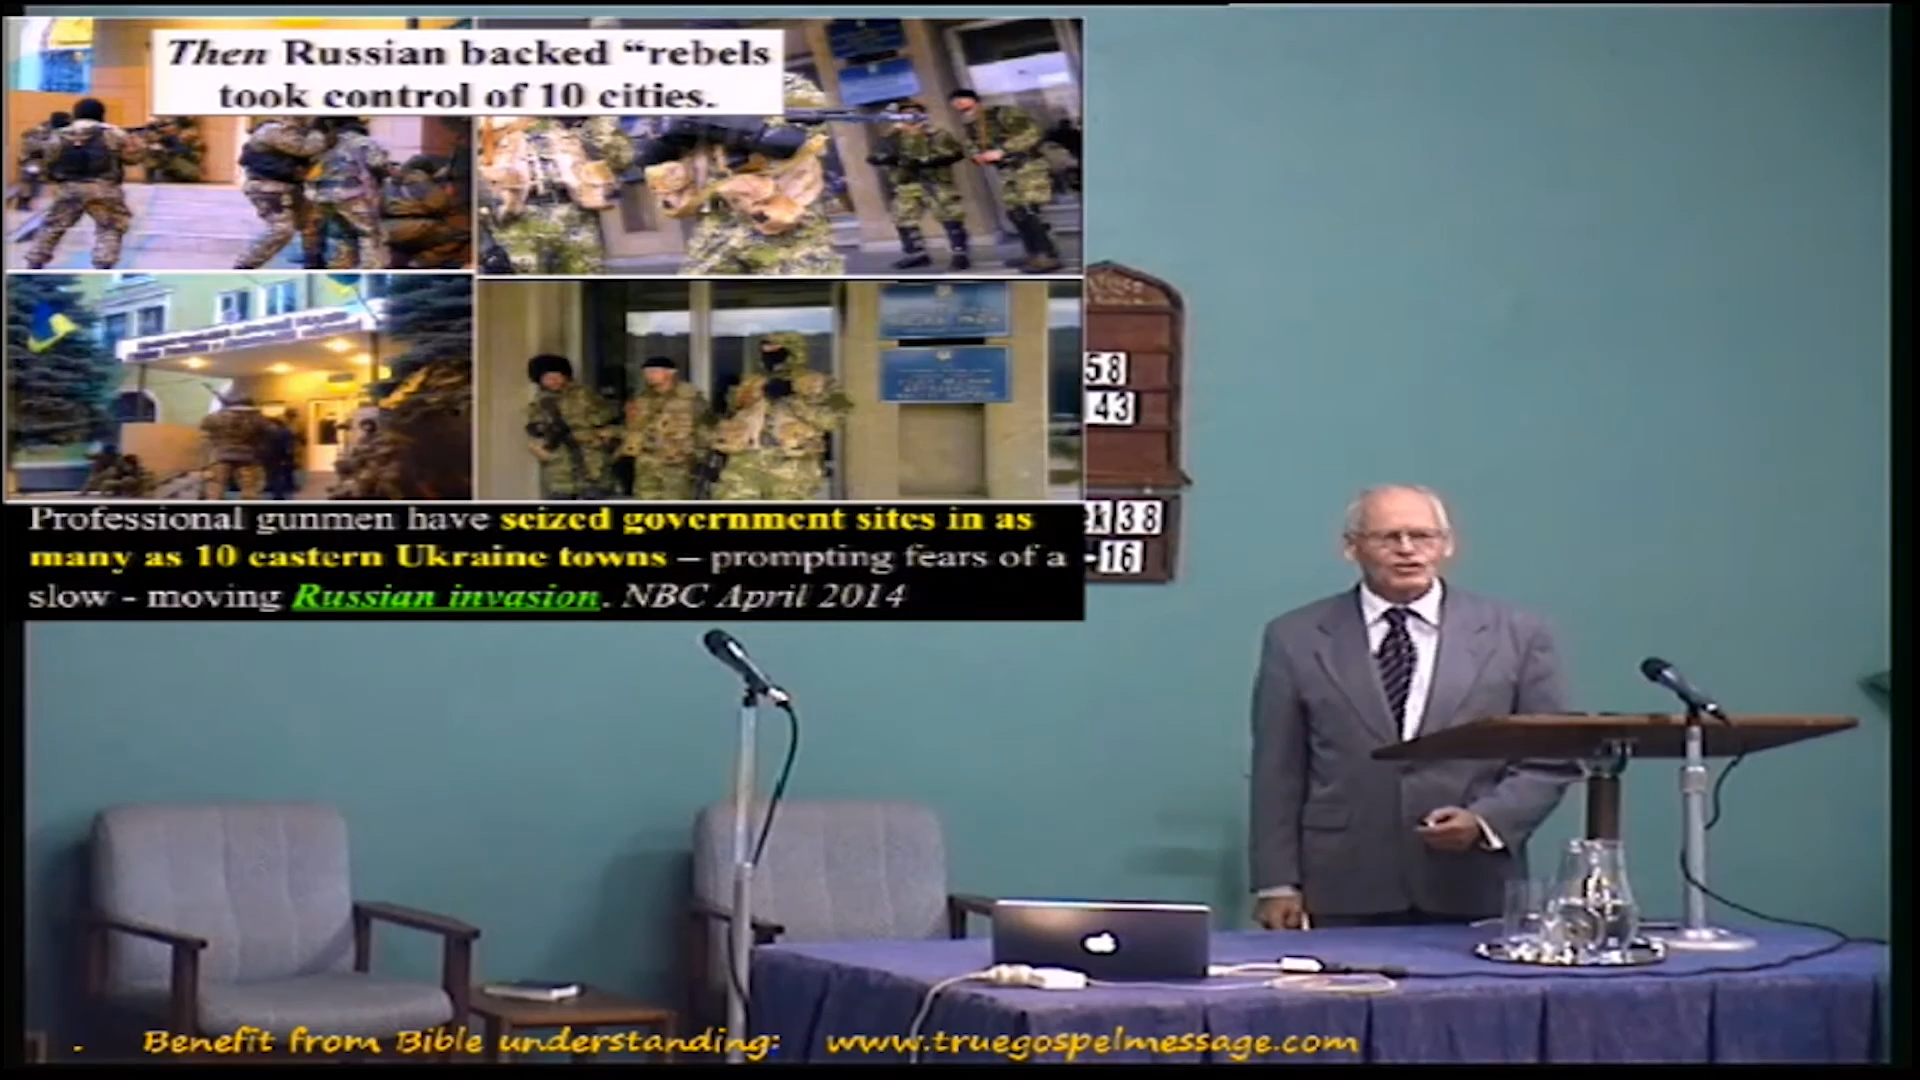 Then Russian backed “rebels
took control of 10 cities.
Professional gunmen have seized government sites in as
many as 10 eastern Ukraine towns – prompting fears of a
slow - moving Russian invasion. NBC April 2014
58
43
k 38
-16
Benefit from Bible understanding: www.truegospelmessage.com